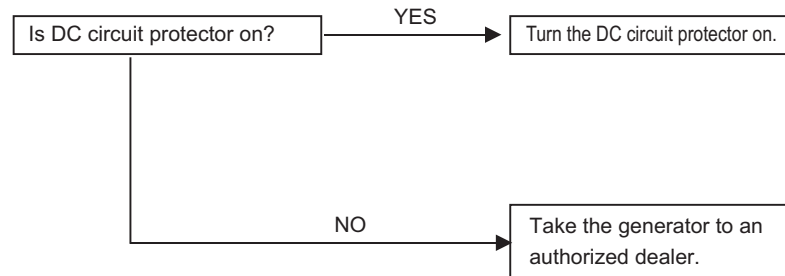 YES
Is DC circuit protector on?
Turn the DC circuit protector on.
NO
Take the generator to an
authorized dealer.